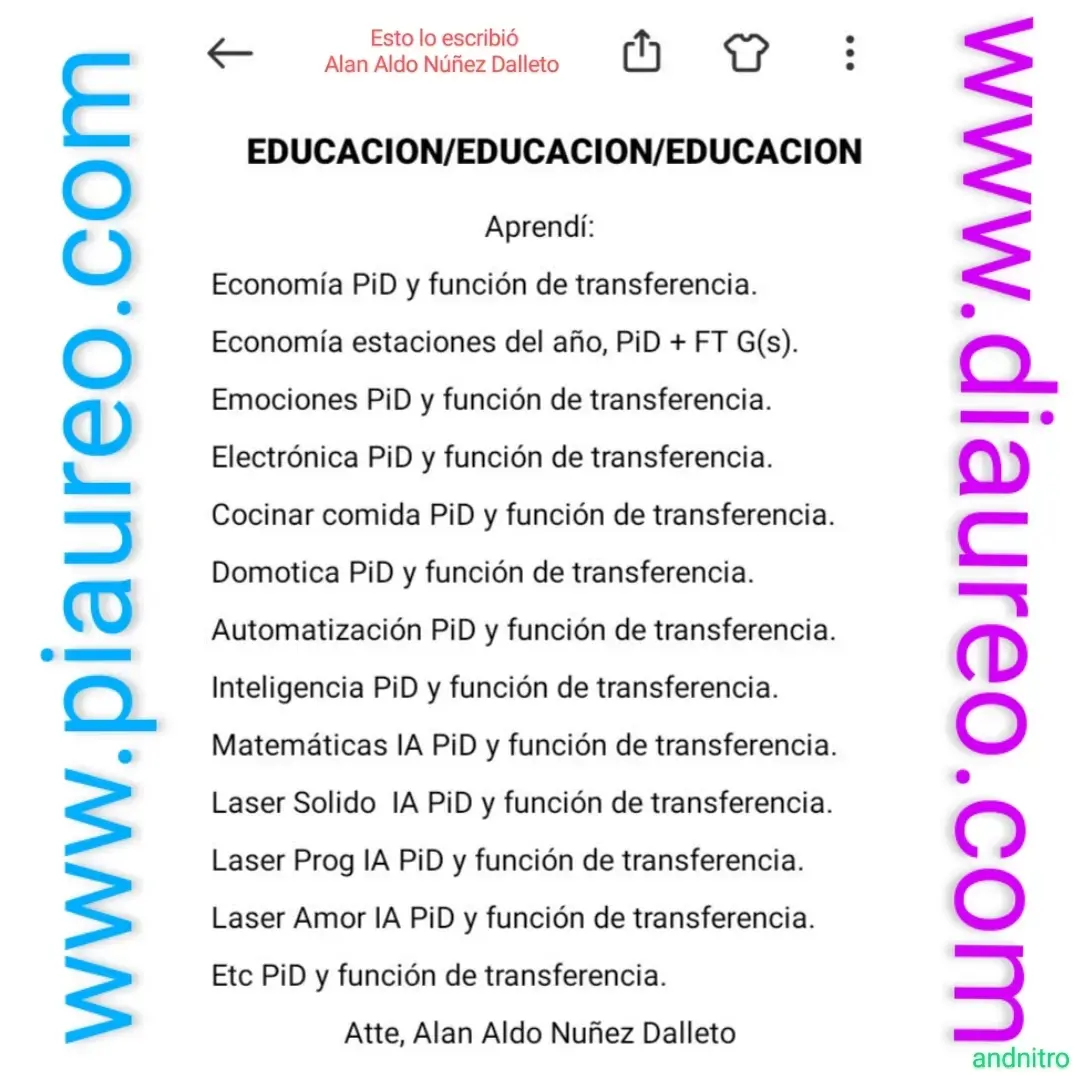 Esto lo escribió
Alan Aldo Núñez Dalleto
EDUCACION/EDUCACION/EDUCACION
Aprendí:
Economía PiD y función de transferencia.
Economía estaciones del año, PiD + FT G(s).
Emociones PiD y función de transferencia.
Electrónica PiD y función de transferencia.
Cocinar comida PiD y función de transferencia.
Domotica PiD y función de transferencia.
Automatización PiD y función de transferencia.
Inteligencia PiD y función de transferencia.
Matemáticas IA PiD y función de transferencia.
Laser Solido  IA PiD y función de transferencia.
Laser Prog IA PiD y función de transferencia.
Laser Amor IA PiD y función de transferencia.
Etc PiD y función de transferencia.
Atte, Alan Aldo Nuñez Dalleto
www.piaureo.com
www.diaureo.com
andnitro